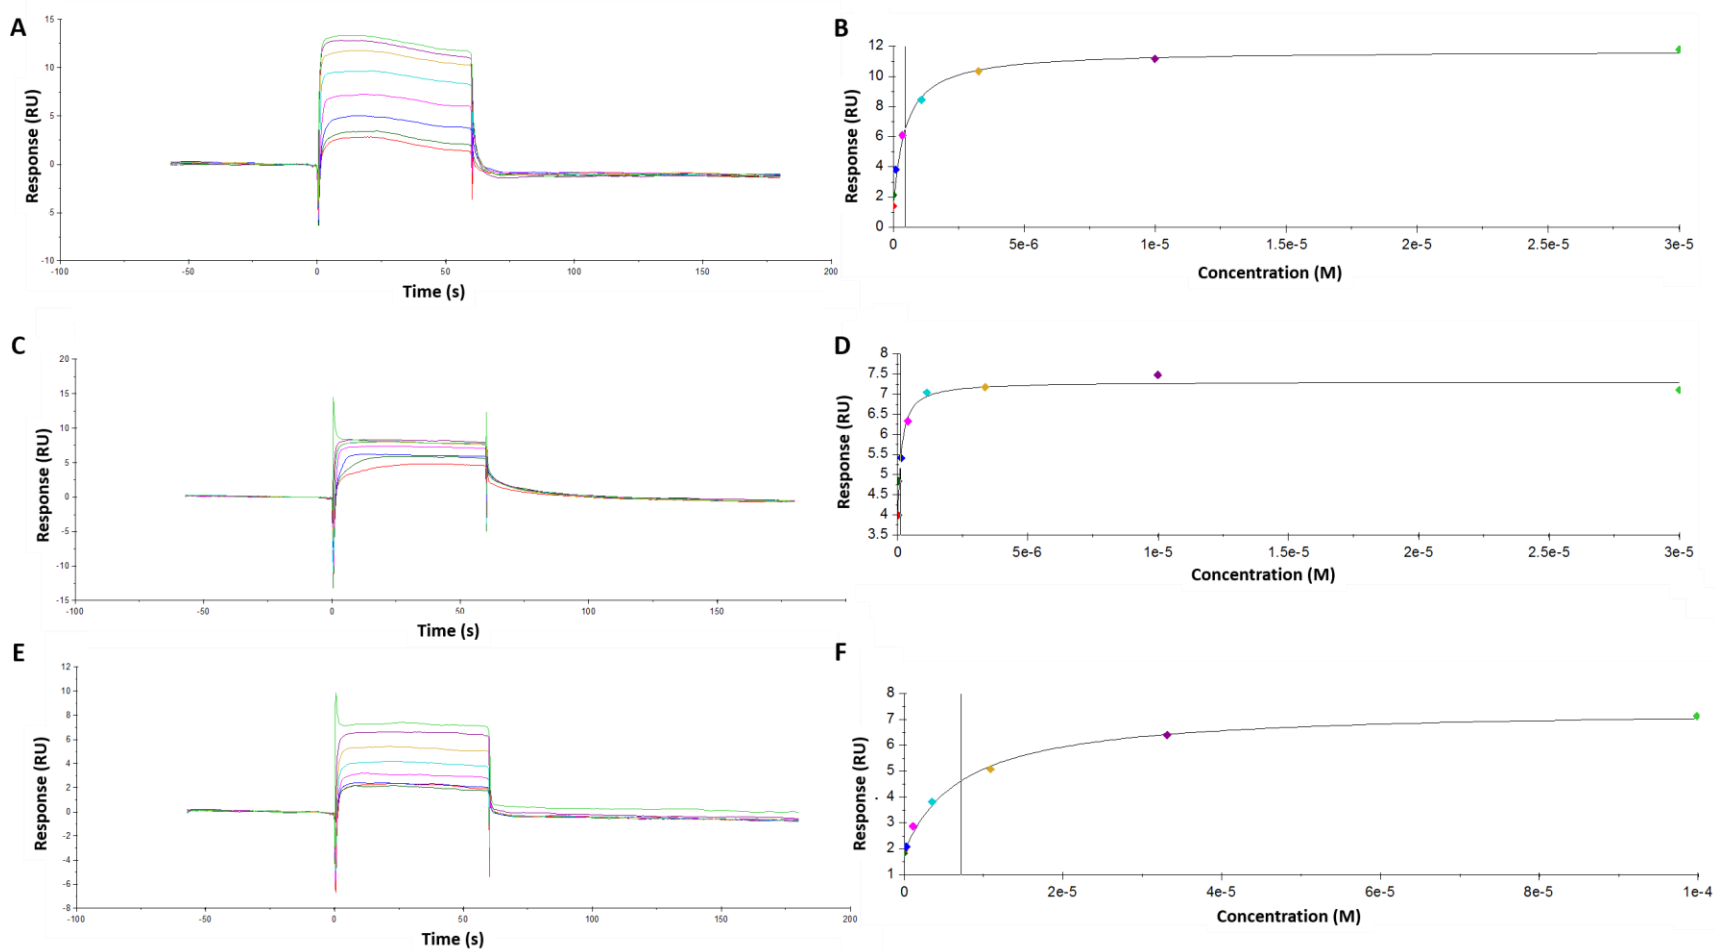 A
15
10
5
0
5
-10
-100
-50
0
50
100
150
200
Response (RU)
Time (s)
B
12
10
8
6
4
2
0
0
5e-6
1e-5
1.5e-5
2e-5
2.5e-5
3e-5
Response (RU)
Concentration (M)
C
20
15
10
5
0
-5
-10
-15
-100
-50
0
50
100
150
Response (RU)
Time (s)
D
8
7.5
7
6.5
6
5.5
5
4.5
4
3.5
0
5e-6
1e-5
1.5e-5
2e-5
2.5e-5
3e-5
Response (RU)
Concentration (M)
E
12
10
8
6
4
2
0
-2
-4
-6
-8
-100
-50
0
50
100
150
200
Response (RU)
Time (s)
F
8
7
6
5
4
3
2
1
0
2e-5
4e-5
6e-5
8e-5
1e-4
Response (RU)
Concentration (M)